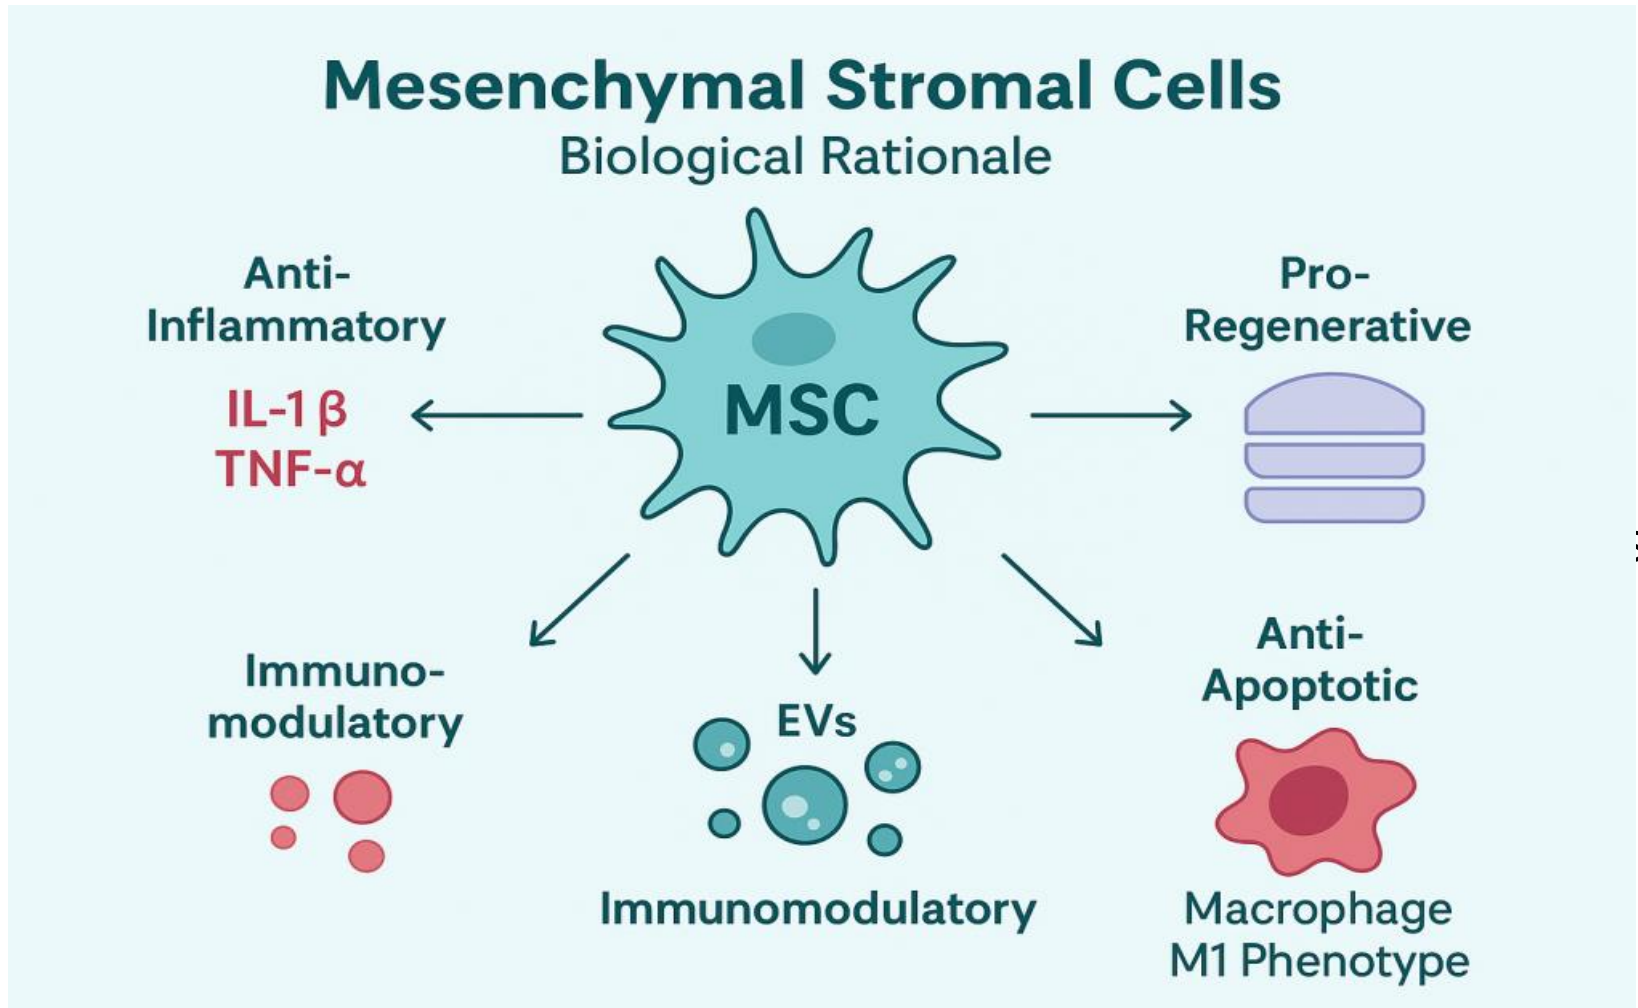 Mesenchymal Stromal Cells
Biological Rationale
Anti-
Inflammatory
IL-1 β
TNF-α
MSC
Pro-
Regenerative
Immuno-
modulatory
EVs
Immunomodulatory
Anti-
Apoptotic
Macrophage
M1 Phenotype